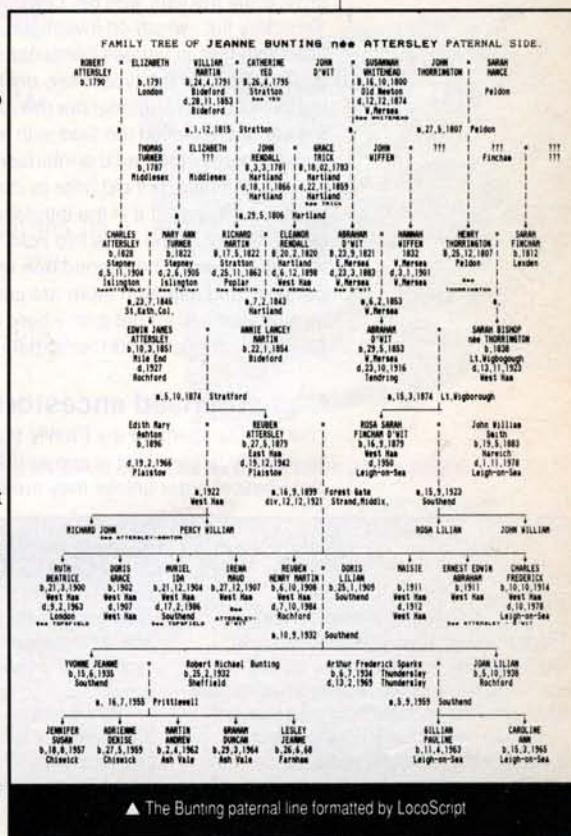 FAMILY TREE OF JEANNE BUNTING née ATTERSLEY PATERNAL SIDE.
ROBERT ELIZABETH WILLIAM CATHERINE JOHN SUSANNAH JOHN SARAH
ATTERSLEY b,1791 MARTIN YEO D'WIT WHITEHEAD THORRINGTON HANCE
b,1790 London B,24,4,1791 B,26,4,1795 B,16,10,1800 Peldon
Bideford Stratton Old Newton
d,28,11,1853 d,12,12,1874
Bideford W.Mersea
m,1,12,1815 Stratton m,27,5,1807 Peldon
THOMAS ELIZABETH JOHN GRACE JOHN ??? ??? ???
TURNER ??? RENDALL TRICK WIFFEN Fincham
b,1787 Middlesex B,3,3,1781 B,18,02,1783
Middlesex Hartland Hartland
d,18,11,1866 d,22,11,1859
Hartland Hartland
m,29,5,1806 Hartland
CHARLES MARY ANN RICHARD ELEANOR ABRAHAM HANNAH HENRY SARAH
ATTERSLEY TURNER MARTIN RENDALL D'WIT WIFFEN THORRINGTON FINCHAM
b,1820 b,1822 B,17,5,1822 B,20,2,1820 B,23,9,1821 1832 B,25,12,1807 b,1812
Stepney Stepney Stratton Hartland E.Mersea W.Mersea Peldon Lexden
d,5,11,1904 d,2,6,1900 d,25,11,1862 d,6,12,1898 d,23,3,1883 d,3,1,1901
Islington Islington Poplar West Ham W.Mersea W.Mersea
m,23,7,1848 m,7,2,1843 m,6,2,1853
St,Kath,Col. Hartland W.Mersea
EDWIN JAMES ANNIE LANCEY ABRAHAM SARAH BISHOP
ATTERSLEY MARTIN D'WIT née THORRINGTON
b,10,3,1851 b,22,1,1854 b,29,5,1853 b,1838
Mile End Bideford W.Mersea Lt,Wigborough
d,1927 d,23,10,1916 d,13,11,1923
Rochford Tendring West Ham
m,5,10,1874 Stratford m,15,3,1874 Lt,Wigborough
Edith Mary REUBEN ROSA SARAH John William
Ashton ATTERSLEY FINCHAM D'WIT Smith
b,1896 b,27,5,1879 b,16,9,1879 b,19,5,1883
East Ham West Ham Harwich
d,19,2,1969 d,19,12,1942 d,1950 d,1,11,1978
Plaistow Plaistow Leigh-on-Sea Leigh-on-Sea
m,1922 m,16,9,1899 Forest Gate m,15,9,1923
West Ham div,12,12,1921 Strand,Middlx, Southend
RICHARD JOHN PERCY WILLIAM ROSA LILIAN JOHN WILLIAM
See ATTERSLEY-ASHTON
RUTH DORIS MURIEL IRENA REUBEN DORIS MAISIE ERNEST EDWIN CHARLES
BEATRICE GRACE IDA MAUD HENRY MARTIN LILIAN b,1911 ABRAHAM FREDERICK
b,21,3,1900 b,1902 b,21,12,1904 b,27,12,1907 b,6,10,1908 b,25,1,1909 West Ham b,1911 B,10,10,1914
West Ham West Ham West Ham West Ham West Ham Southend d,1912 West Ham West Ham
d,9,2,1963 d,1907 d,17,2,1986 d,7,10,1984 West Ham d,10,1978
London West Ham Southend Rochford Leigh-on-Sea
m,10,9,1932 Southend
YVONNE JEANNE Robert Michael Bunting Arthur Frederick Sparks JOAN LILIAN
b,15,6,1935 b,25,2,1932 b,6,7,1934 Thundersley b,5,10,1938
Southend Sheffield d,13,2,1969 Thundersley Rochford
m, 16,7,1955 Prittlewell m,5,9,1959 Southend
JENNIFER ADRIENNE MARTIN GRAHAM LESLEY GILLIAN CAROLINE
SUSAN DENISE ANDREW DUNCAN JEANNE PAULINE ANN
b,18,8,1957 b,27,5,1959 b,2,4,1962 b,29,3,1964 b,26,6,68 b,11,4,1963 b,15,3,1965
Chiswick Chiswick Ash Vale Ash Vale Farnham Leigh-on-Sea Leigh-on-Sea
▲ The Bunting paternal line formatted by LocoScript